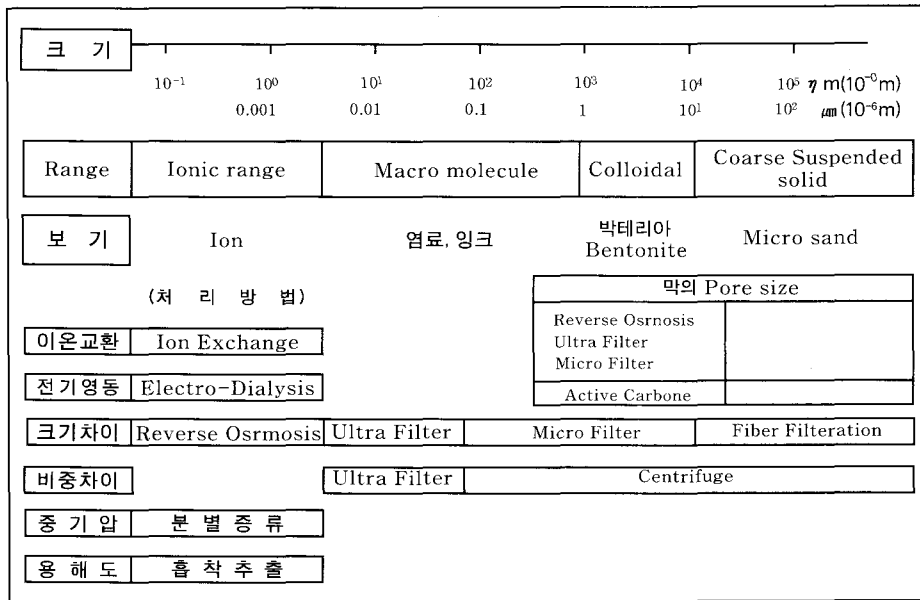 크 기
10⁻¹ 10⁰ 10¹ 10² 10³ 10⁴ 10⁵ η m(10⁻⁰m)
0.001 0.01 0.1 1 10¹ 10² ㎛(10⁻⁶m)
Range Ionic range Macro molecule Colloidal Coarse Suspended solid
보 기 Ion 염료, 잉크 박테리아 Bentonite Micro sand
(처 리 방 법)
막의 Pore size
Reverse Osrnosis
Ultra Filter
Micro Filter
Active Carbone
이온교환 Ion Exchange
전기영동 Electro-Dialysis
크기차이 Reverse Osrmosis Ultra Filter Micro Filter Fiber Filteration
비중차이 Ultra Filter Centrifuge
중 기 압 분 별 증 류
용 해 도 흡 착 추 출